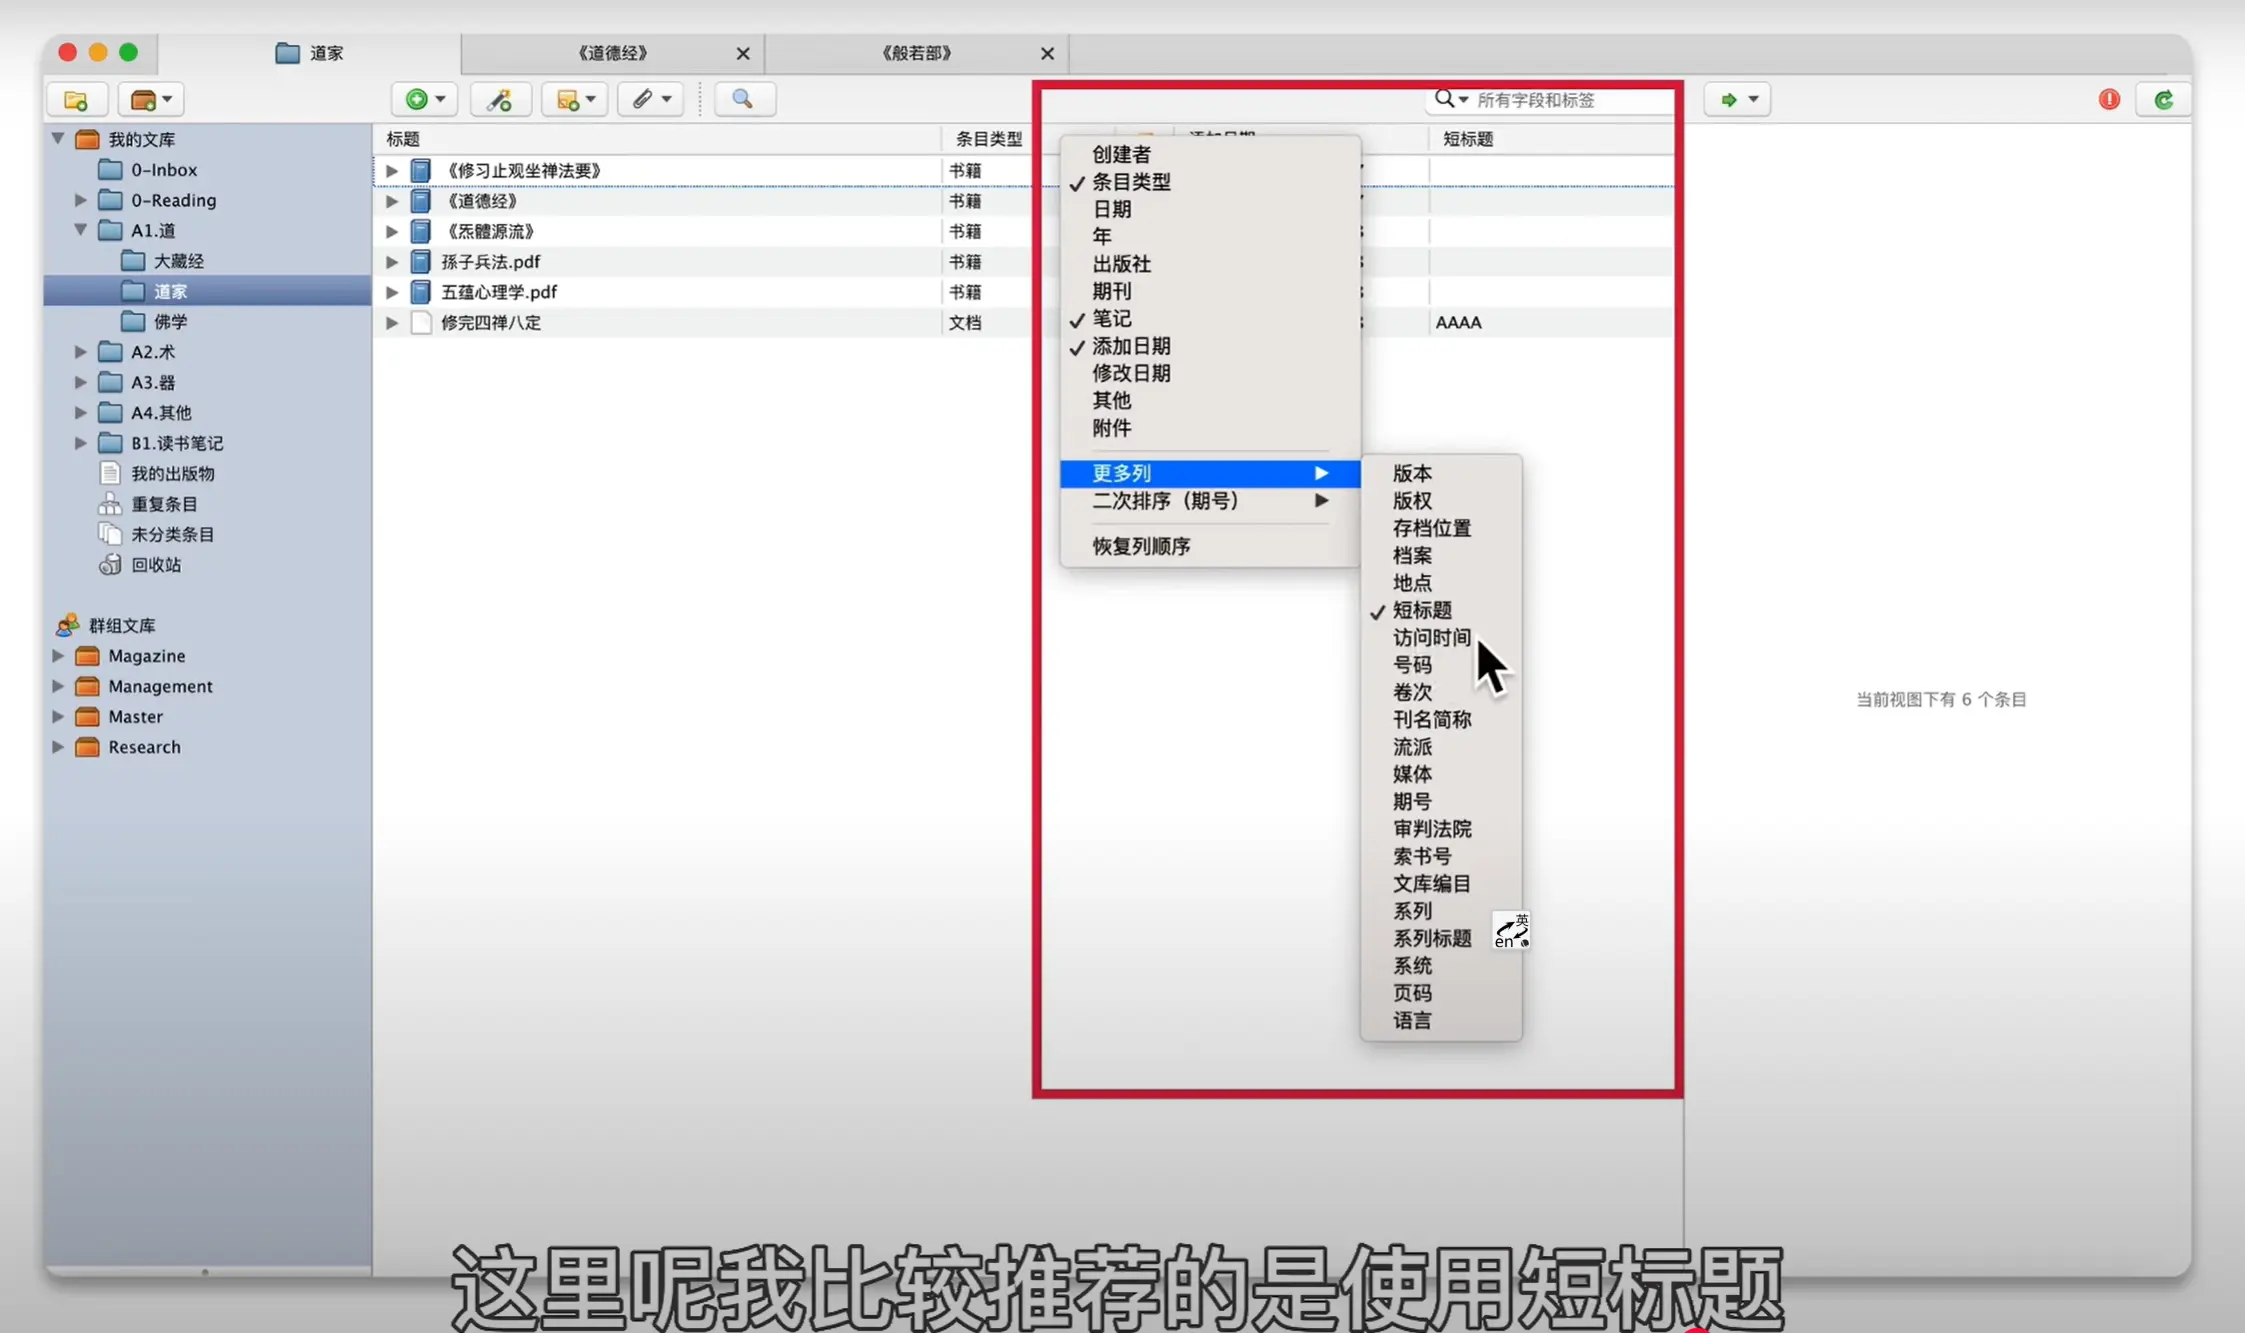 道家
《道德经》
《般若部》
所有字段和标签
我的文库
0-Inbox
0-Reading
A1.道
大藏经
道家
佛学
A2.术
A3.器
A4.其他
B1.读书笔记
我的出版物
重复条目
未分类条目
回收站
群组文库
Magazine
Management
Master
Research
标题
条目类型
添加日期
短标题
《修习止观坐禅法要》
书籍
《道德经》
书籍
《炁體源流》
书籍
孫子兵法.pdf
书籍
五蕴心理学.pdf
书籍
修完四禅八定
文档
AAAA
创建者
✓ 条目类型
日期
年
出版社
期刊
✓ 笔记
✓ 添加日期
修改日期
其他
附件
更多列
二次排序（期号）
恢复列顺序
版本
版权
存档位置
档案
地点
✓ 短标题
访问时间
号码
卷次
刊名简称
流派
媒体
期号
审判法院
索书号
文库编目
系列
系列标题
系统
页码
语言
英
en
当前视图下有 6 个条目
这里呢我比较推荐的是使用短标题